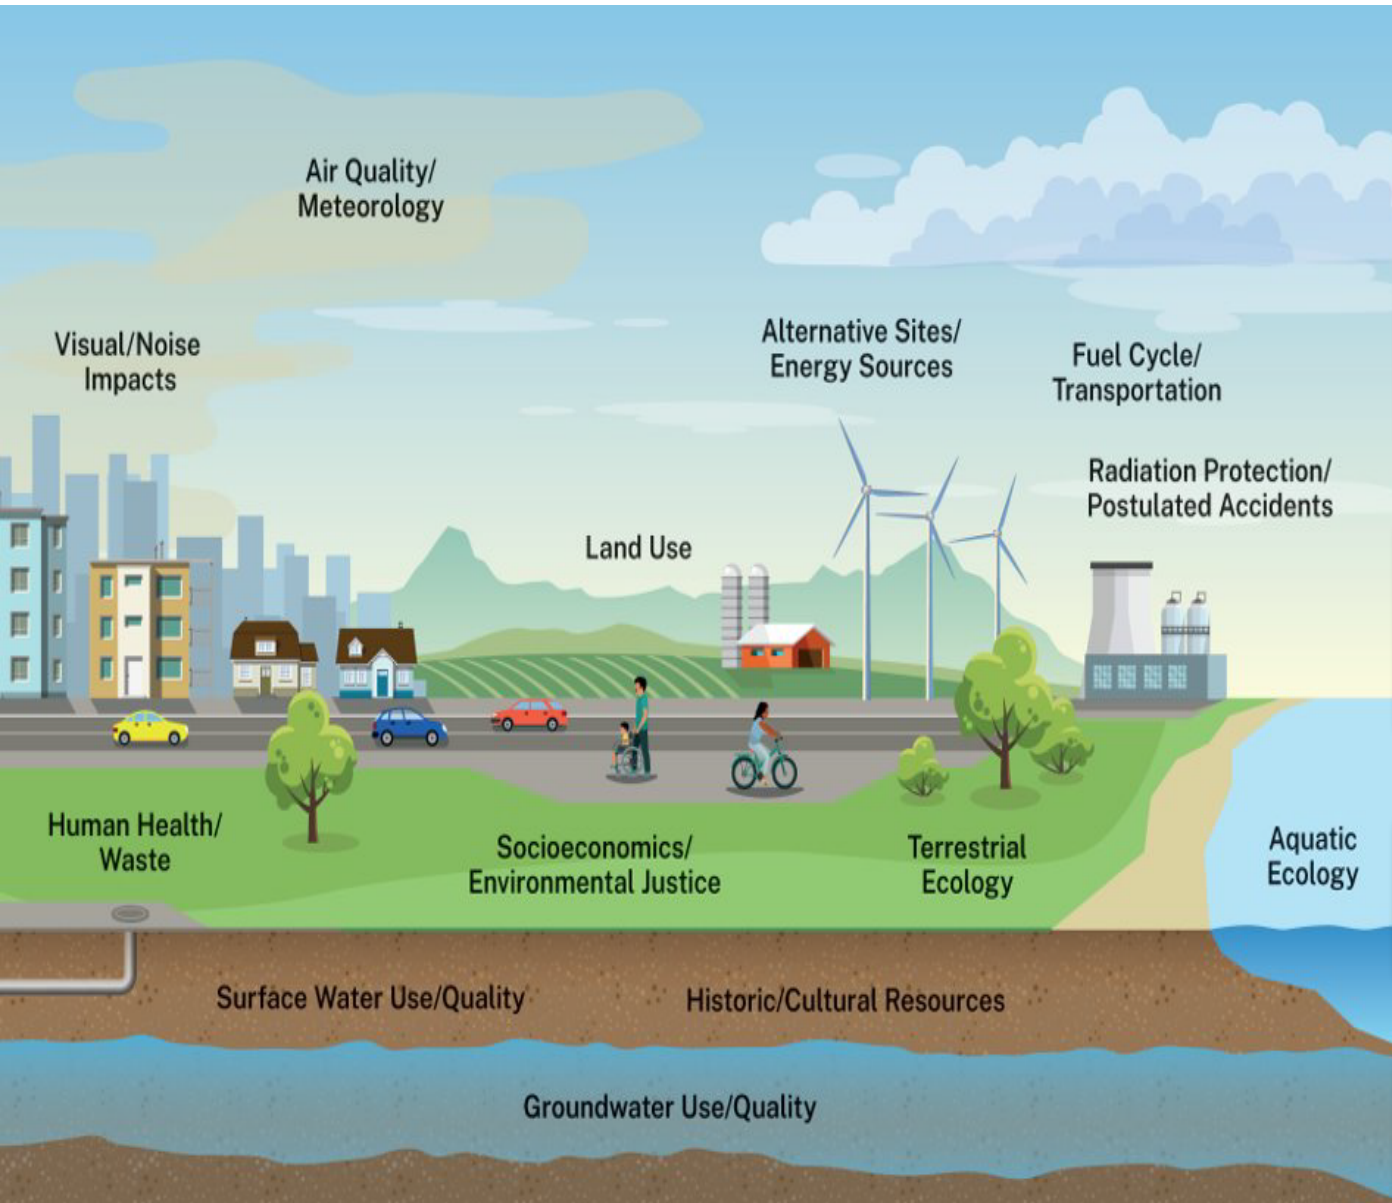 Air Quality/
Meteorology
Visual/Noise
Impacts
Alternative Sites/
Energy Sources
Fuel Cycle/
Transportation
Radiation Protection/
Postulated Accidents
Land Use
Human Health/
Waste
Socioeconomics/
Environmental Justice
Terrestrial
Ecology
Aquatic
Ecology
Surface Water Use/Quality
Historic/Cultural Resources
Groundwater Use/Quality